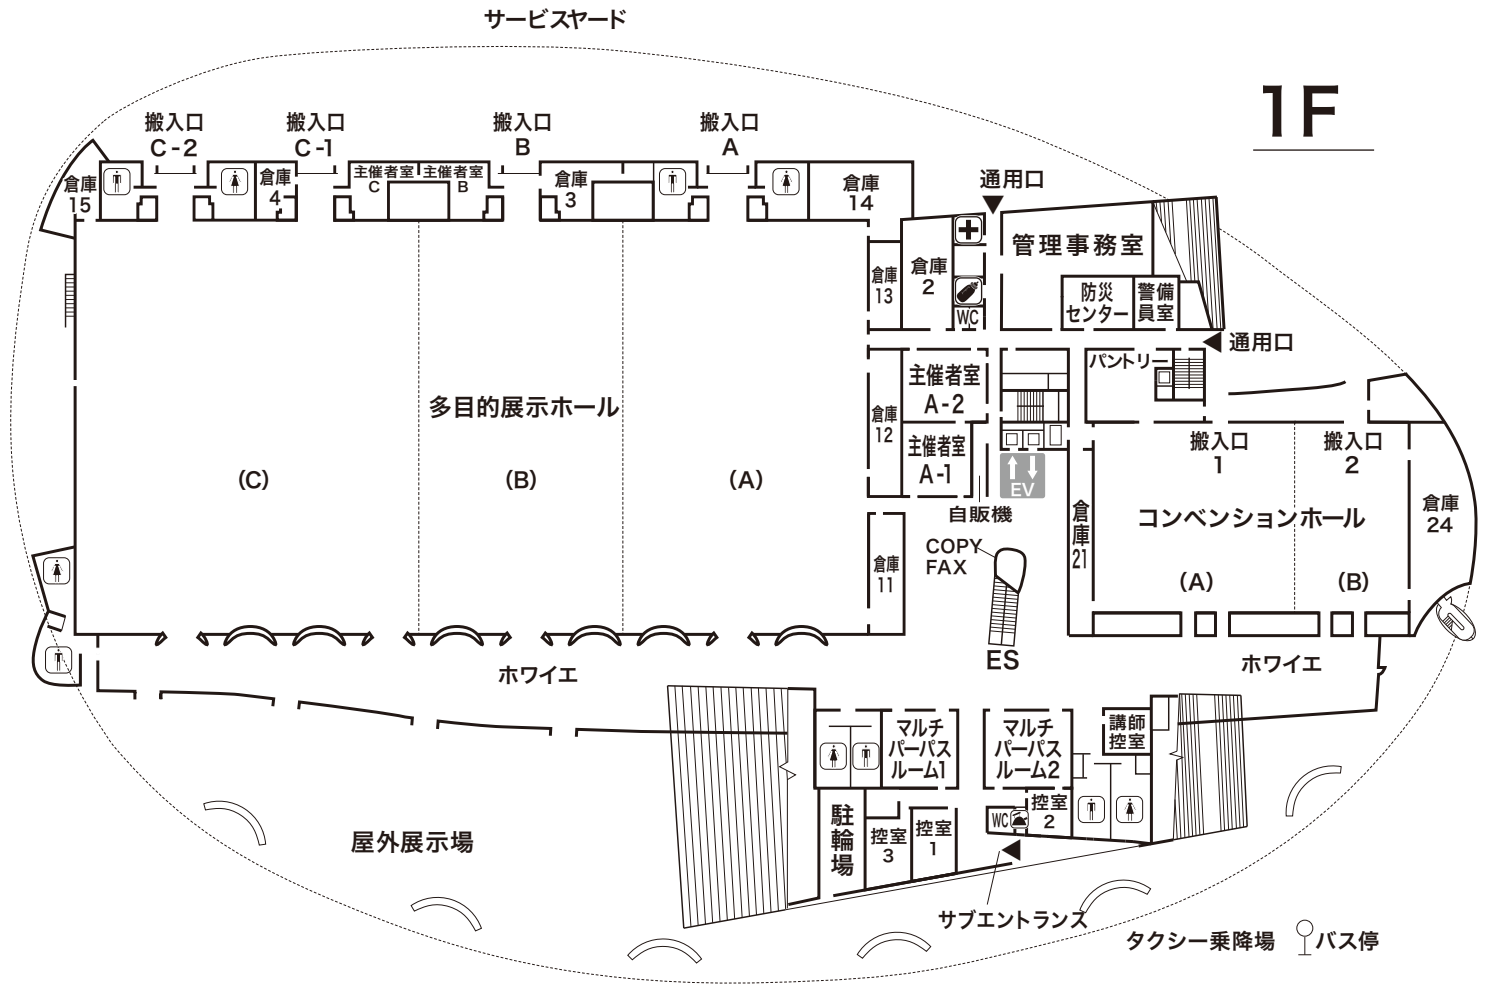 サービスヤード
1F
搬入口
C-2
搬入口
C-1
搬入口
B
搬入口
A
倉庫
15
倉庫
4
主催者室
C
主催者室
B
倉庫
3
倉庫
14
通用口
管理事務室
倉庫
13
倉庫
2
WC
防災
センター
警備
員室
通用口
パントリー
主催者室
A-2
倉庫
12
主催者室
A-1
EV
自販機
多目的展示ホール
(C)
(B)
(A)
搬入口
1
搬入口
2
倉庫
21
コンベンションホール
(A)
(B)
倉庫
24
COPY
FAX
倉庫
11
ES
ホワイエ
ホワイエ
マルチ
パーパス
ルーム1
マルチ
パーパス
ルーム2
講師
控室
駐輪場
控室
3
控室
1
WC
控室
2
屋外展示場
サブエントランス
タクシー乗降場
バス停